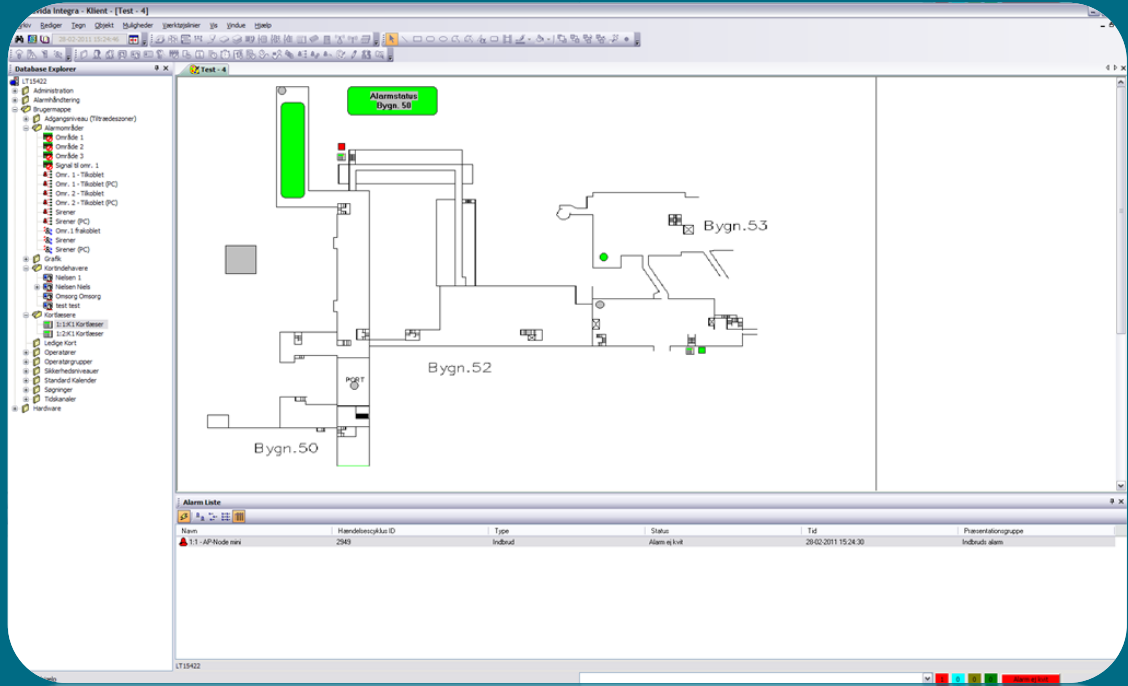 vida Integra - Klient - [Test - 4]
Rediger Tegn Objekt Muligheder Værktøjslinier Vis Vindue Hjælp
28-02-2011 15:24:46
Database Explorer
Test - 4
LT15422
Administration
Alarmhåndtering
Brugermappe
Adgangsniveau (Tiltrædeszoner)
Alarmområder
Område 1
Område 2
Område 3
Signal til omr. 1
Omr. 1 - Tilkoblet
Omr. 1 - Tilkoblet (PC)
Omr. 2 - Tilkoblet
Omr. 2 - Tilkoblet (PC)
Sirener
Sirener (PC)
Omr.1 frakoblet
Sirener
Sirener (PC)
Grafik
Kortindehavere
Nielsen 1
Nielsen Niels
Omsorg Omsorg
test test
Kortlæsere
1:1:K1 Kortlæser
1:2:K1 Kortlæser
Ledige Kort
Operatører
Operatørgrupper
Sikkerhedsniveauer
Standard Kalender
Søgninger
Tidskanaler
Hardware
Alarmstatus
Bygn. 50
Bygn.53
Bygn.52
PORT
Bygn.50
Alarm Liste
Navn Hændelsescyklus ID Type Status Tid Præsentationsgruppe
1:1 - AP-Node mini 2949 Indbrud Alarm ej kvit 28-02-2011 15:24:30 Indbruds alarm
LT15422
Alarm ej kvit